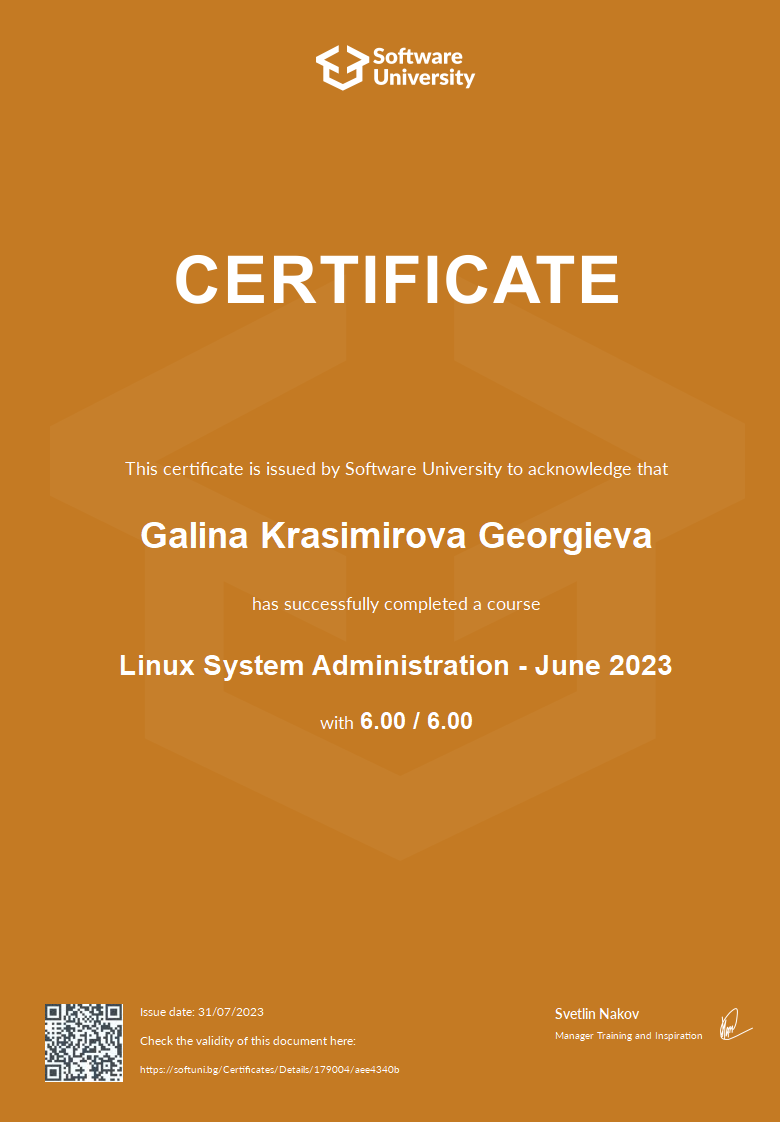 Software
University
CERTIFICATE
This certificate is issued by Software University to acknowledge that
Galina Krasimirova Georgieva
has successfully completed a course
Linux System Administration - June 2023
with 6.00 / 6.00
Issue date: 31/07/2023
Check the validity of this document here:
https://softuni.bg/Certificates/Details/179004/aee4340b
Svetlin Nakov
Manager Training and Inspiration